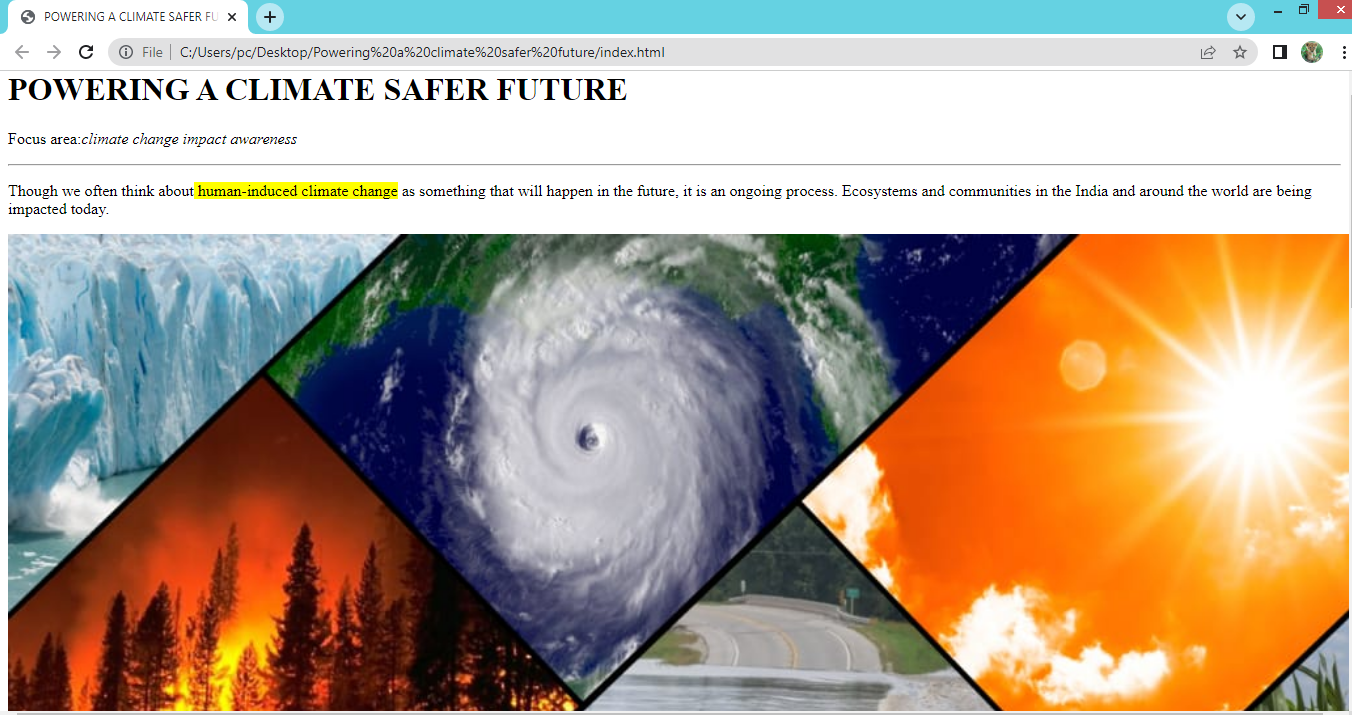 POWERING A CLIMATE SAFER FU
File
C:/Users/pc/Desktop/Powering%20a%20climate%20safer%20future/index.html
POWERING A CLIMATE SAFER FUTURE
Focus area:climate change impact awareness
Though we often think about human-induced climate change as something that will happen in the future, it is an ongoing process. Ecosystems and communities in the India and around the world are being
impacted today.